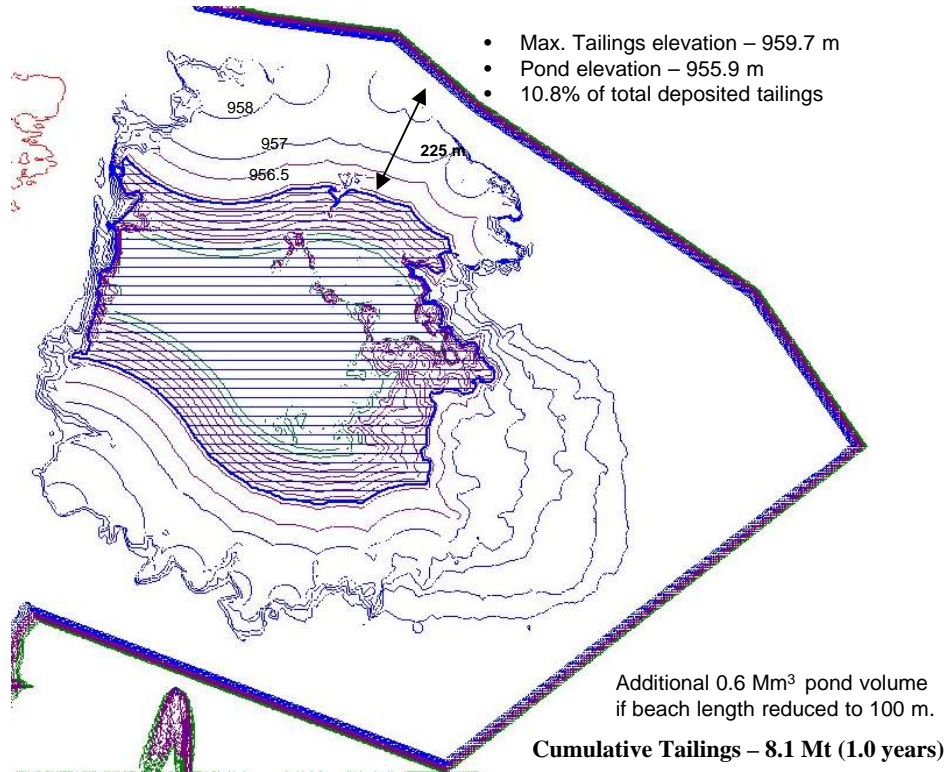 • Max. Tailings elevation – 959.7 m
• Pond elevation – 955.9 m
• 10.8% of total deposited tailings
958
957
225 m
956.5
Additional 0.6 Mm³ pond volume
if beach length reduced to 100 m.
Cumulative Tailings – 8.1 Mt (1.0 years)